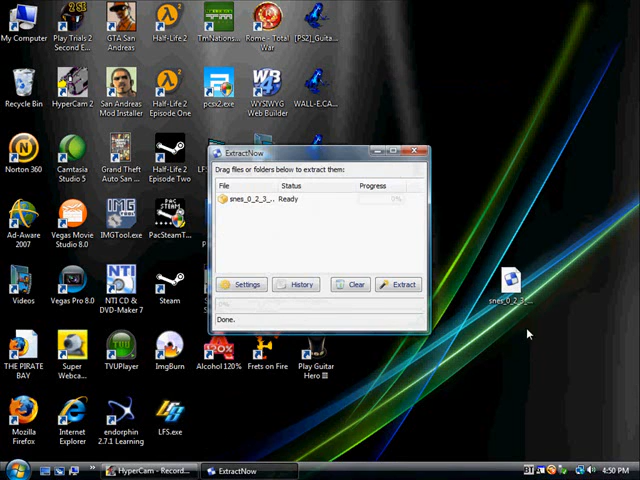 My Computer
Play Trials 2
Second E...
GTA San
Andreas
Half-Life 2
TmNations...
Rome - Total
War
[PS2]_Guita...
Recycle Bin
HyperCam 2
San Andreas
Mod Installer
Half-Life 2
Episode One
pcsx2.exe
WYSIWYG
Web Builder
WALL-E.CA...
Norton 360
Camtasia
Studio 5
Grand Theft
Auto San ...
Half-Life 2
Episode Two
Ad-Aware
2007
Vegas Movie
Studio 8.0
IMGTool.exe
PacSteamT...
Videos
Vegas Pro 8.0
NTI CD &
DVD-Maker 7
Steam
THE PIRATE
BAY
Super
Webca...
TVUPlayer
ImgBurn
Alcohol 120%
Frets on Fire
Play Guitar
Hero III
Mozilla
Firefox
Internet
Explorer
endorphin
2.7.1 Learning
LFS.exe
snes_0_2_3_...
ExtractNow
Drag files or folders below to extract them:
File
Status
Progress
snes_0_2_3_...
Ready
0%
Settings
History
Clear
Extract
0%
Done.
HyperCam - Record...
ExtractNow
4:50 PM